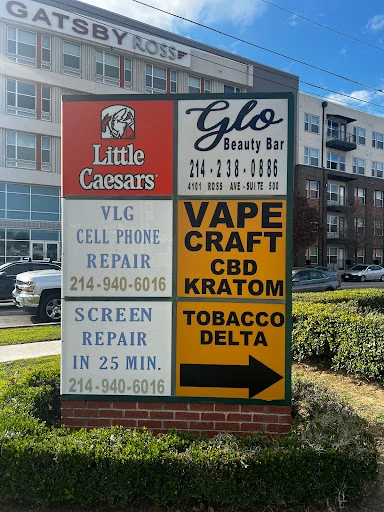 GATSBY ROSS
Little
Caesars
Glo
Beauty Bar
214-238-0886
4101 ROSS AVE-SUITE 500
VLG
CELL PHONE
REPAIR
214-940-6016
VAPE
CRAFT
CBD
KRATOM
SCREEN
REPAIR
IN 25 MIN.
214-940-6016
TOBACCO
DELTA